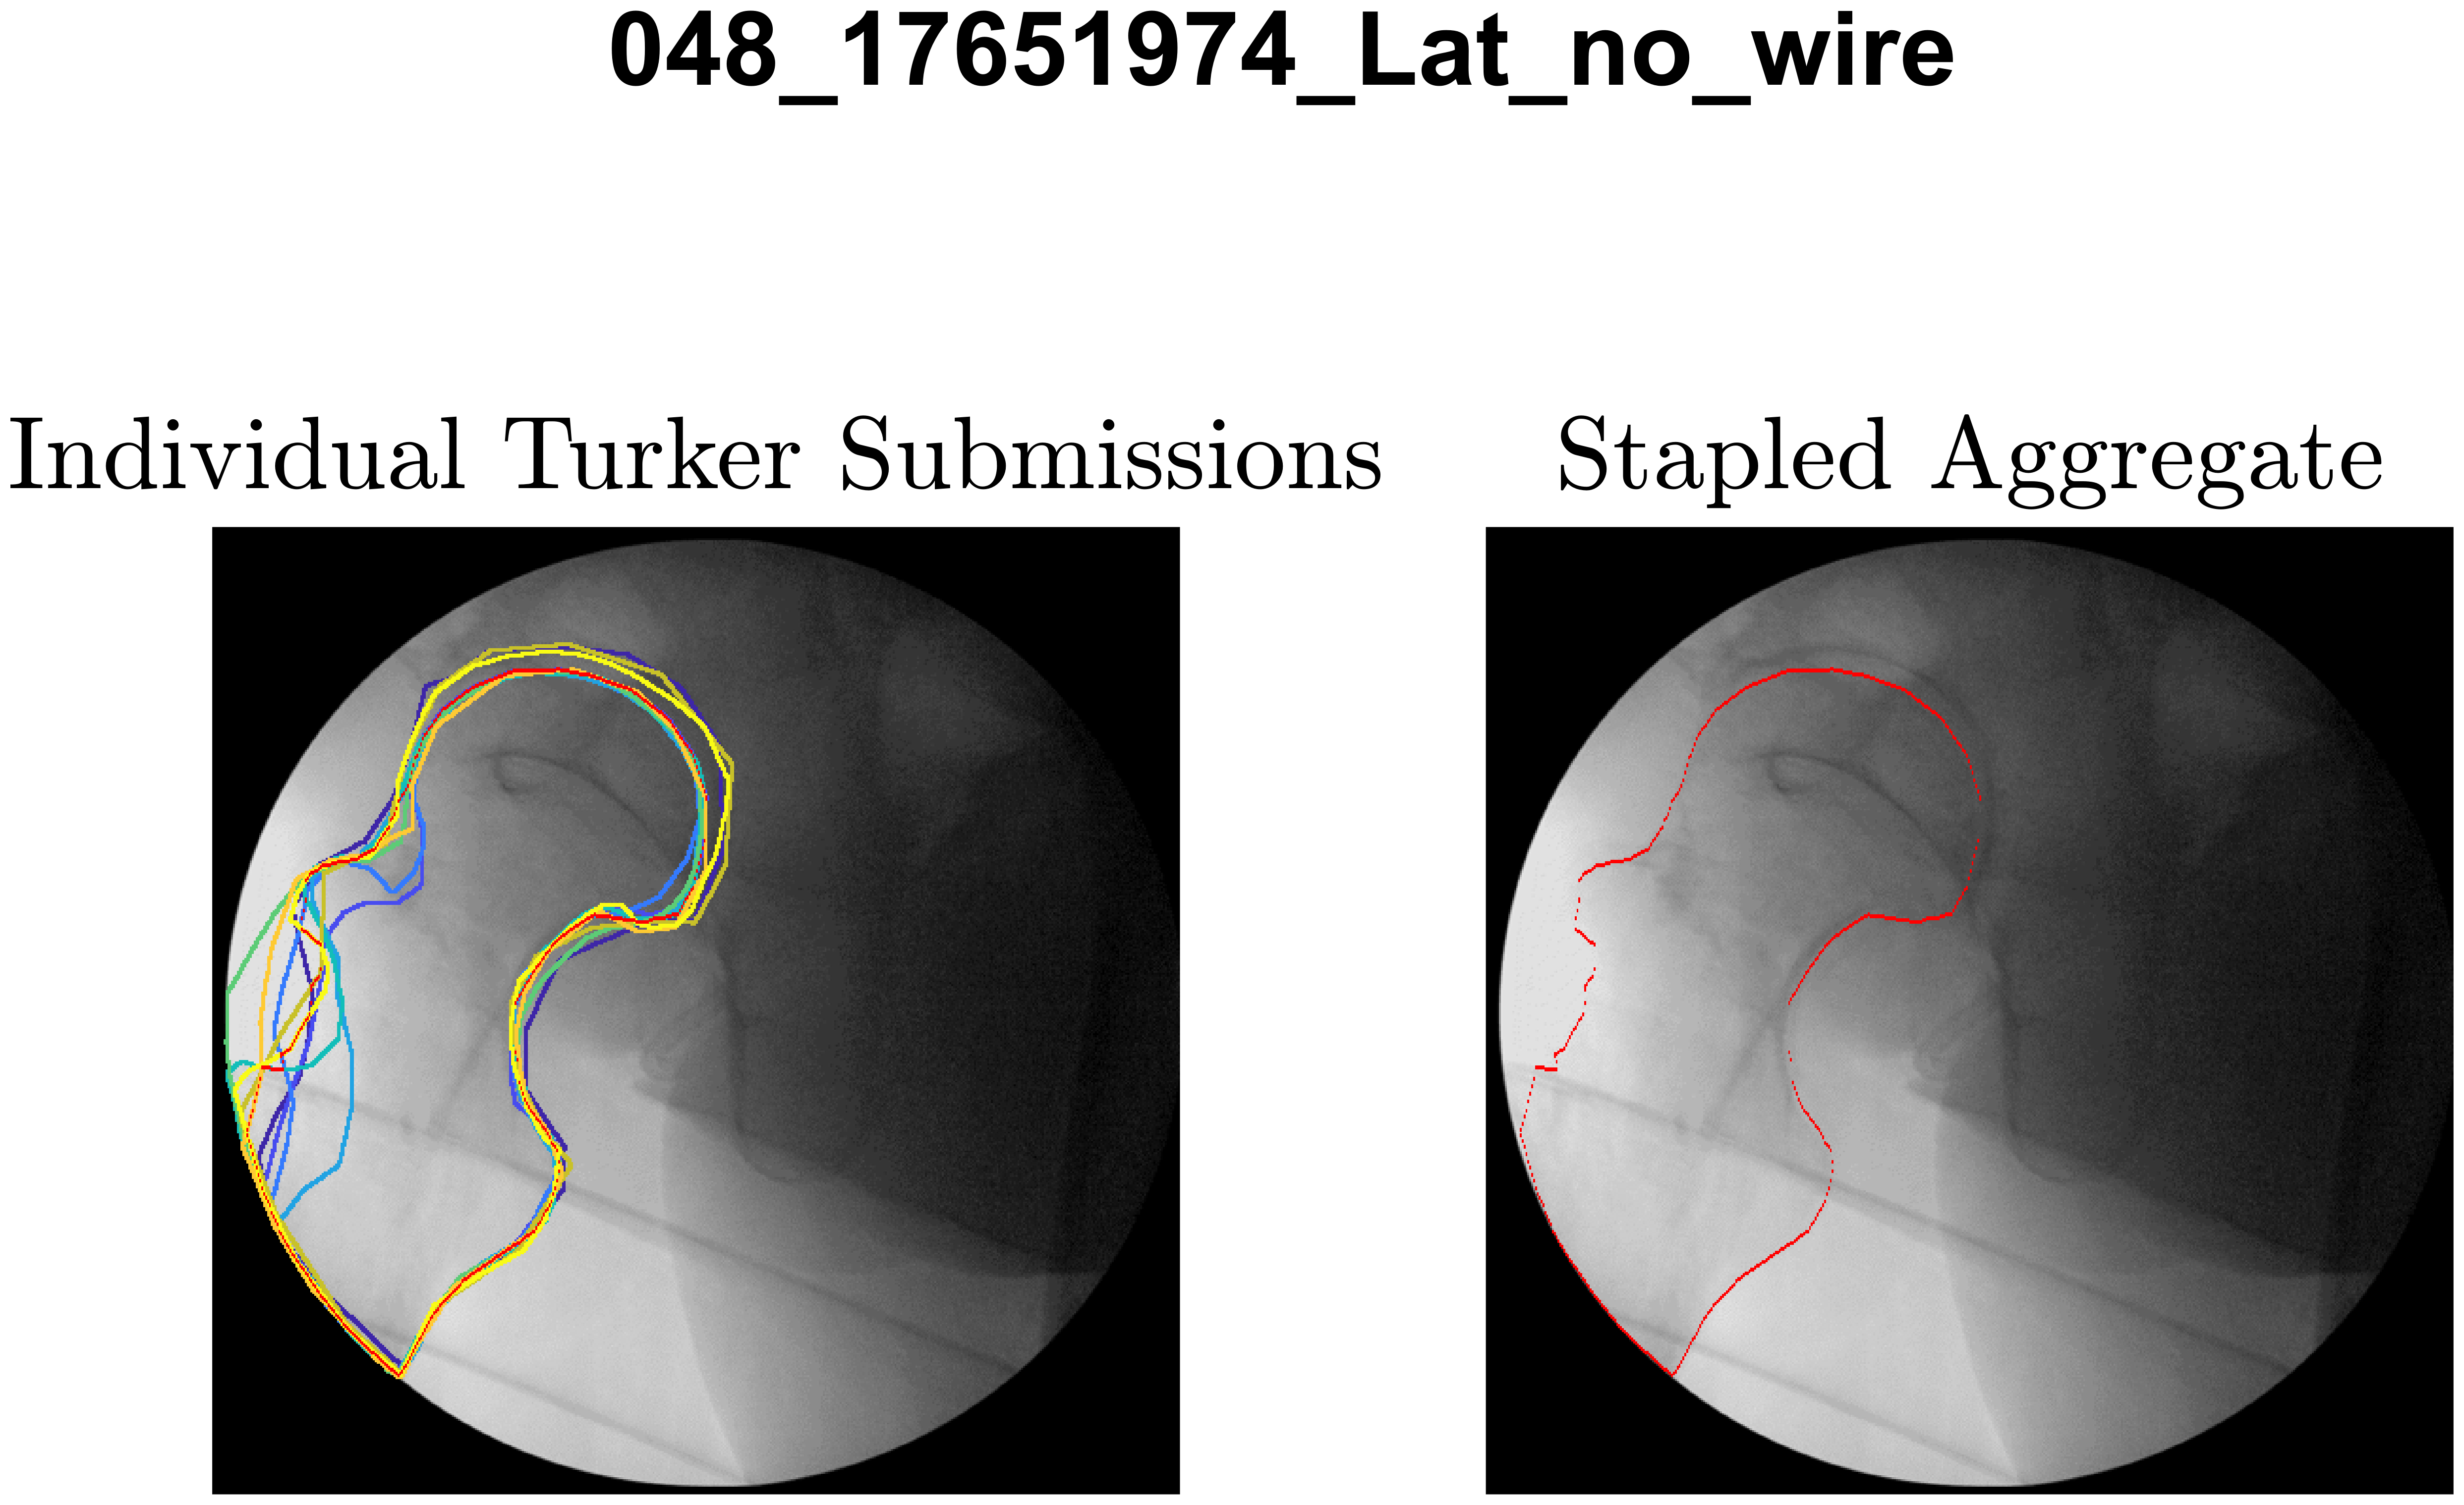 048_17651974_Lat_no_wire
Individual Turker Submissions
Stapled Aggregate